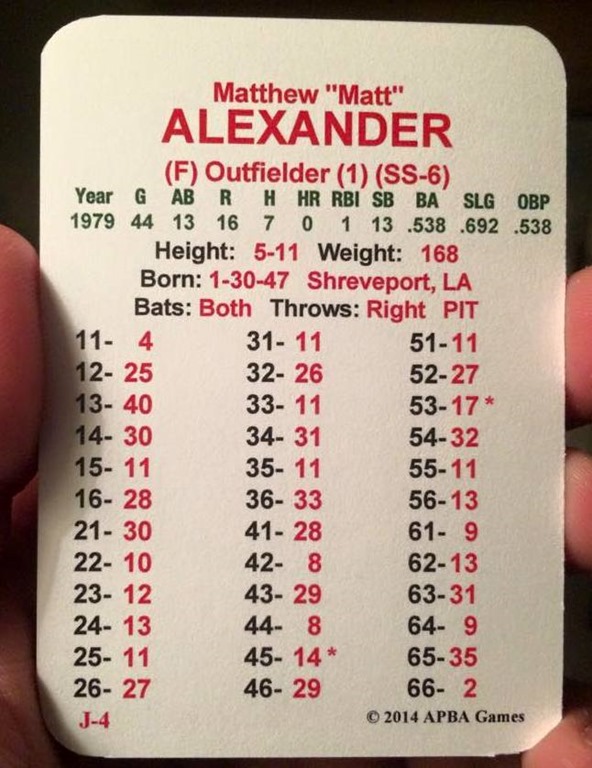 Matthew "Matt"
ALEXANDER
(F) Outfielder (1) (SS-6)
Year G AB R H HR RBI SB BA SLG OBP
1979 44 13 16 7 0 1 13 .538 .692 .538
Height: 5-11 Weight: 168
Born: 1-30-47 Shreveport, LA
Bats: Both Throws: Right PIT
11- 4 31- 11 51- 11
12- 25 32- 26 52- 27
13- 40 33- 11 53- 17 *
14- 30 34- 31 54- 32
15- 11 35- 11 55- 11
16- 28 36- 33 56- 13
21- 30 41- 28 61- 9
22- 10 42- 8 62- 13
23- 12 43- 29 63- 31
24- 13 44- 8 64- 9
25- 11 45- 14 * 65- 35
26- 27 46- 29 66- 2
J-4 © 2014 APBA Games